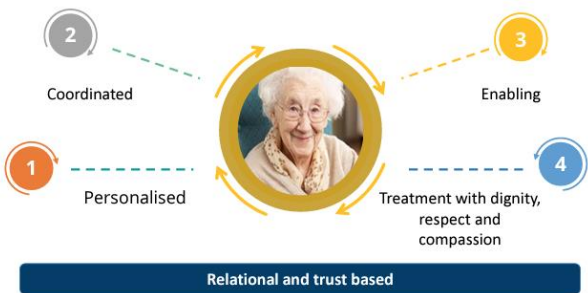 2
3
Coordinated
Enabling
1
4
Personalised
Treatment with dignity,
respect and
compassion
Relational and trust based